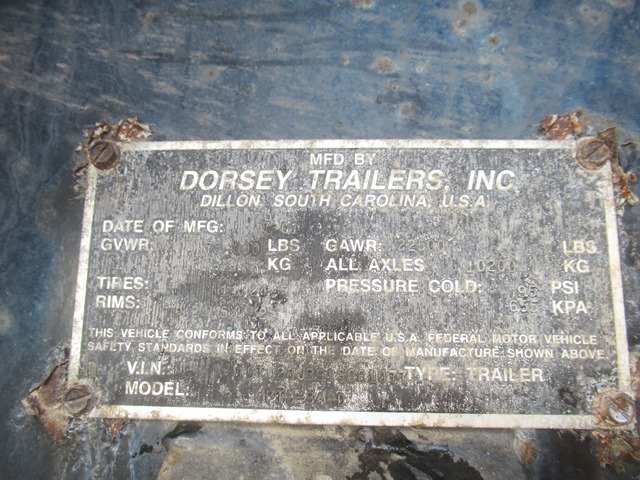 MFD BY
DORSEY TRAILERS, INC
DILLON SOUTH CAROLINA, U.S.A
DATE OF MFG:
GVWR: LBS GAWR: 22500 LBS
KG ALL AXLES 10200 KG
TIRES: PRESSURE COLD: PSI
RIMS: KPA
THIS VEHICLE CONFORMS TO ALL APPLICABLE U.S.A. FEDERAL MOTOR VEHICLE
SAFETY STANDARDS IN EFFECT ON THE DATE OF MANUFACTURE SHOWN ABOVE
V.I.N. TYPE: TRAILER
MODEL: